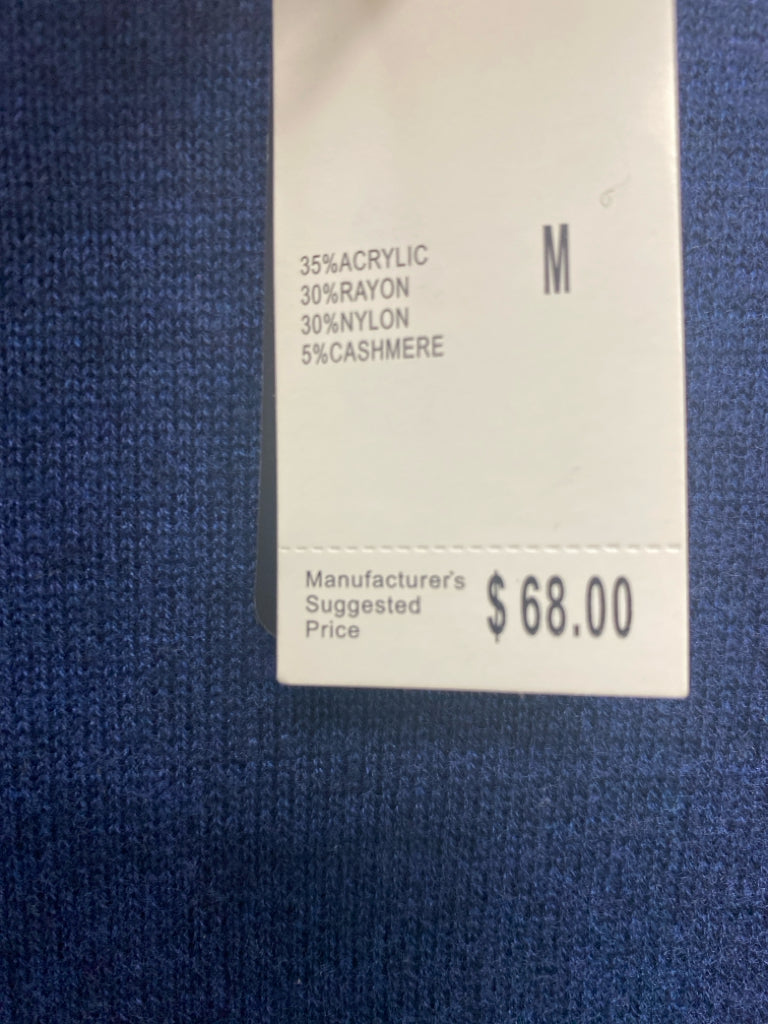 35%ACRYLIC
30%RAYON
30%NYLON
5%CASHMERE
M
Manufacturer's
Suggested
Price
$ 68.00